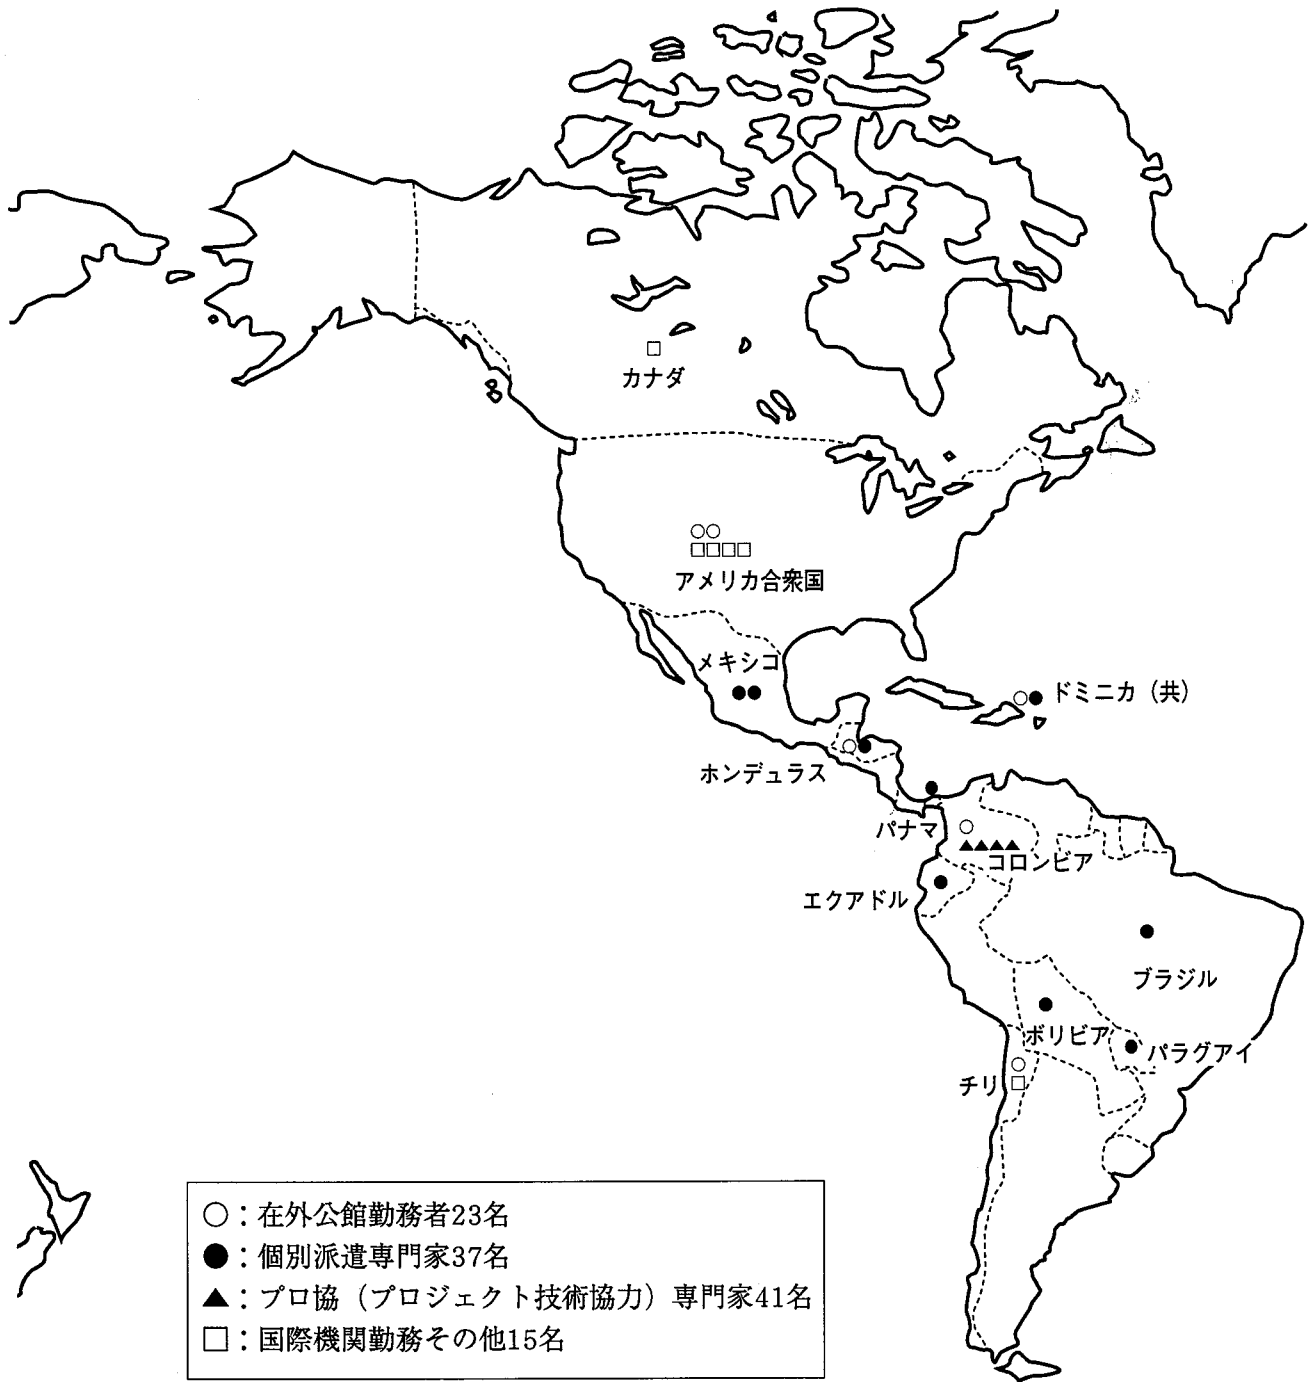 カナダ
アメリカ合衆国
メキシコ
ドミニカ（共）
ホンデュラス
パナマ
コロンビア
エクアドル
ブラジル
ボリビア
パラグアイ
チリ
○：在外公館勤務者23名
●：個別派遣専門家37名
▲：プロ協（プロジェクト技術協力）専門家41名
□：国際機関勤務その他15名